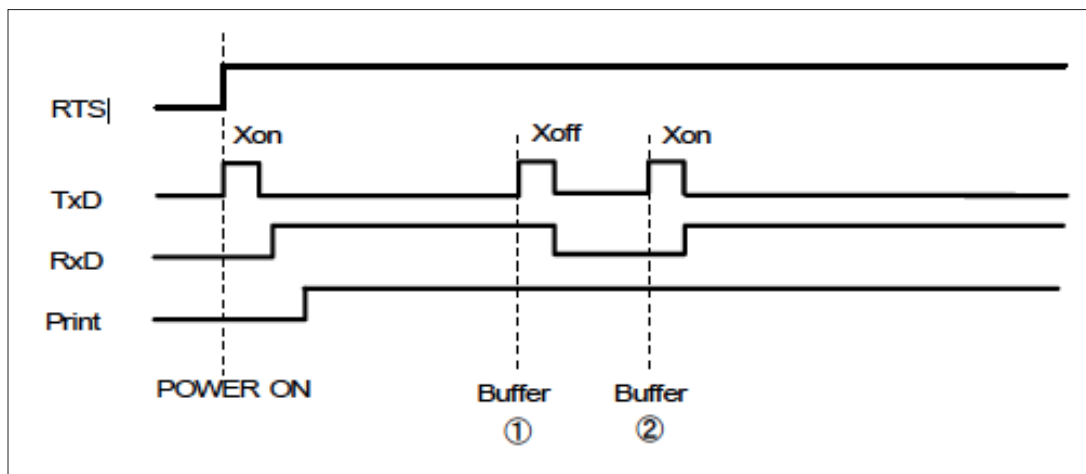 RTS|
Xon
Xoff
Xon
TxD
RxD
Print
POWER ON
Buffer
①
Buffer
②